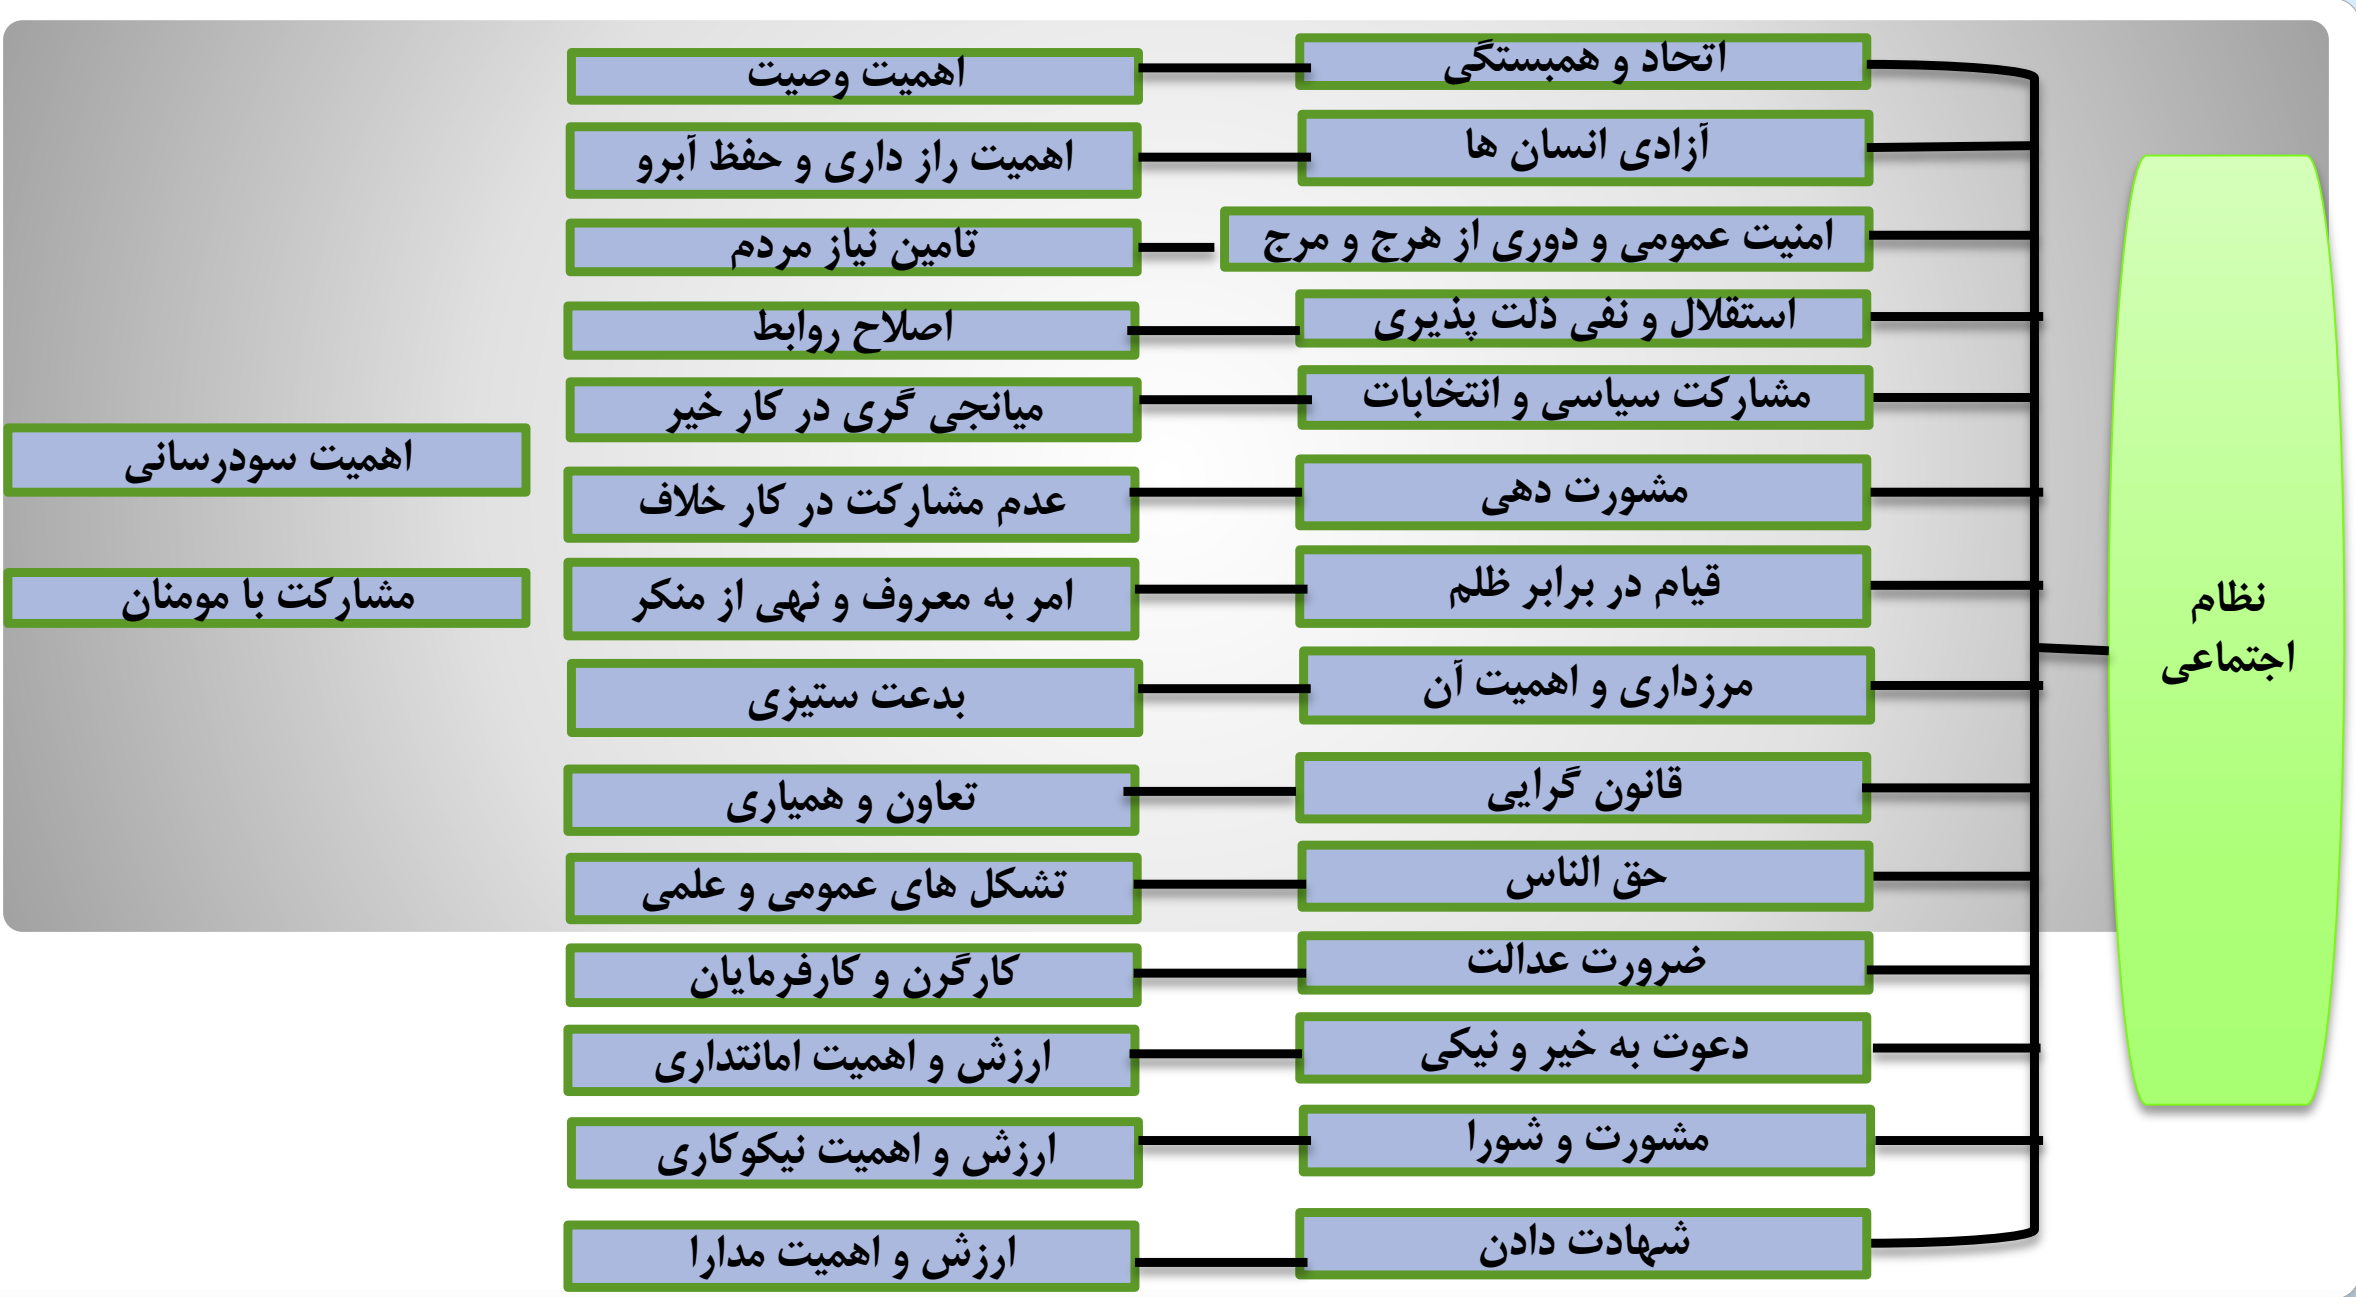 نظام
اجتماعی
اتحاد و همبستگی
آزادی انسان ها
امنیت عمومی و دوری از هرج و مرج
استقلال و نفی ذلت پذیری
مشارکت سیاسی و انتخابات
مشورت دهی
قیام در برابر ظلم
مرزداری و اهمیت آن
قانون گرایی
حق الناس
ضرورت عدالت
دعوت به خیر و نیکی
مشورت و شورا
شهادت دادن
اهمیت وصیت
اهمیت راز داری و حفظ آبرو
تامین نیاز مردم
اصلاح روابط
میانجی گری در کار خیر
عدم مشارکت در کار خلاف
امر به معروف و نهی از منکر
بدعت ستیزی
تعاون و همیاری
تشکل های عمومی و علمی
کارگرن و کارفرمایان
ارزش و اهمیت امانتداری
ارزش و اهمیت نیکوکاری
ارزش و اهمیت مدارا
اهمیت سودرسانی
مشارکت با مومنان